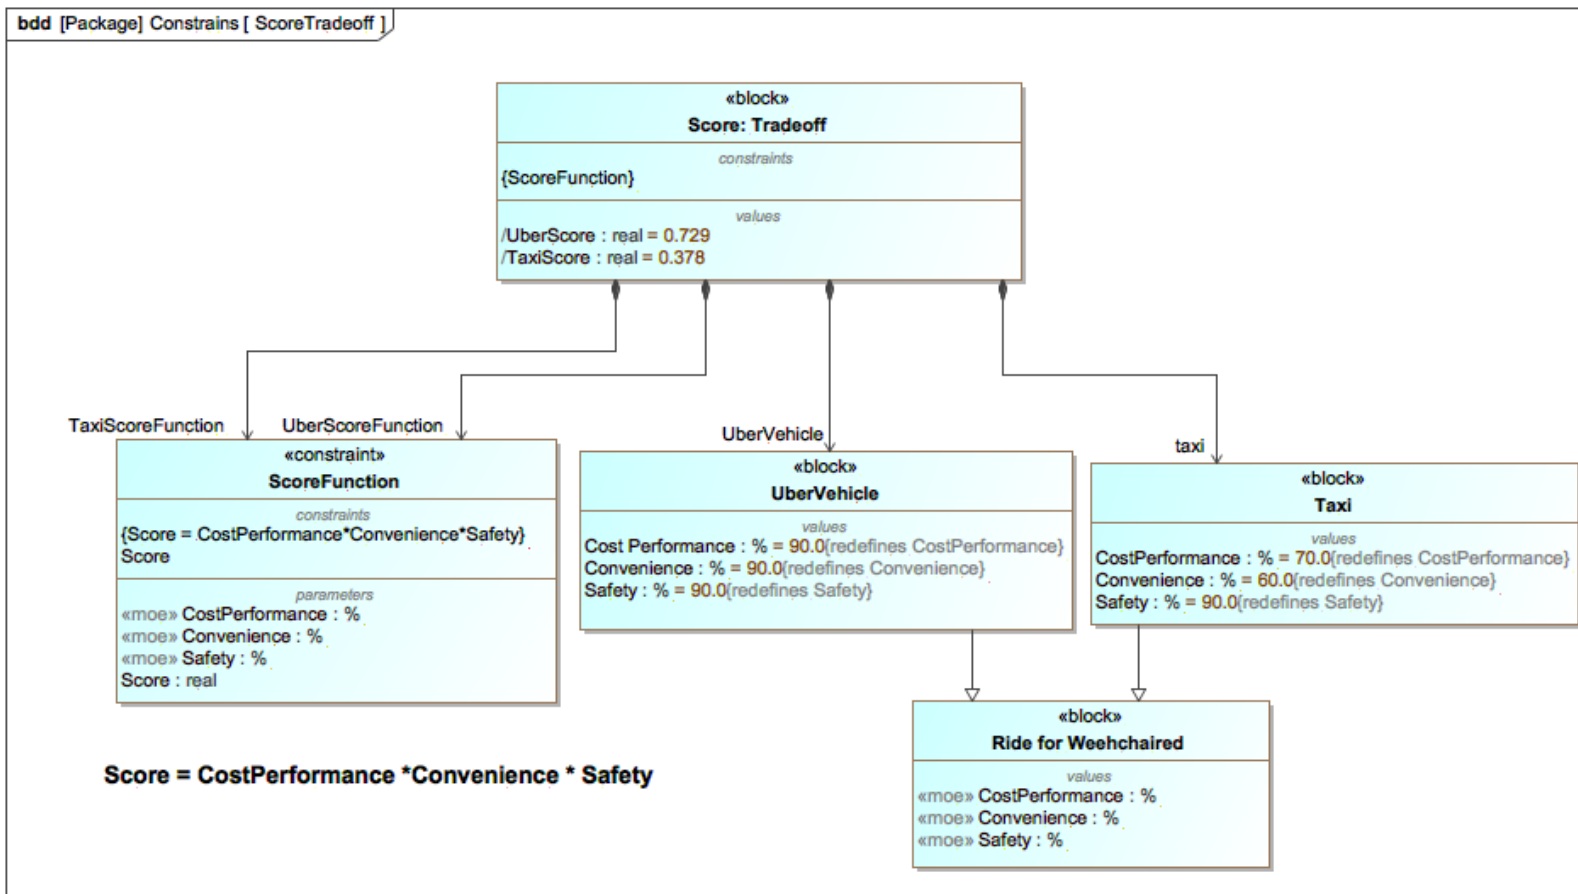 bdd [Package] Constrains [ ScoreTradeoff ]
«block»
Score: Tradeoff
constraints
{ScoreFunction}
values
/UberScore : real = 0.729
/TaxiScore : real = 0.378
TaxiScoreFunction
UberScoreFunction
UberVehicle
taxi
«constraint»
ScoreFunction
constraints
{Score = CostPerformance*Convenience*Safety}
Score
parameters
«moe» CostPerformance : %
«moe» Convenience : %
«moe» Safety : %
Score : real
«block»
UberVehicle
values
Cost Performance : % = 90.0{redefines CostPerformance}
Convenience : % = 90.0{redefines Convenience}
Safety : % = 90.0{redefines Safety}
«block»
Taxi
values
CostPerformance : % = 70.0{redefines CostPerformance}
Convenience : % = 60.0{redefines Convenience}
Safety : % = 90.0{redefines Safety}
«block»
Ride for Weehchaired
values
«moe» CostPerformance : %
«moe» Convenience : %
«moe» Safety : %
Score = CostPerformance *Convenience * Safety